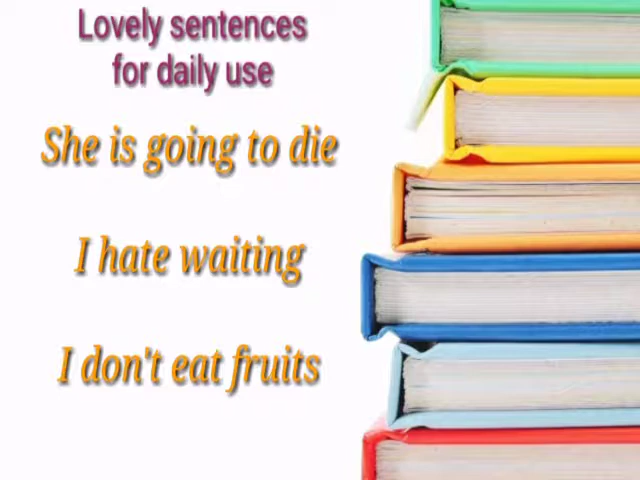 Lovely sentences
for daily use
She is going to die
I hate waiting
I don't eat fruits